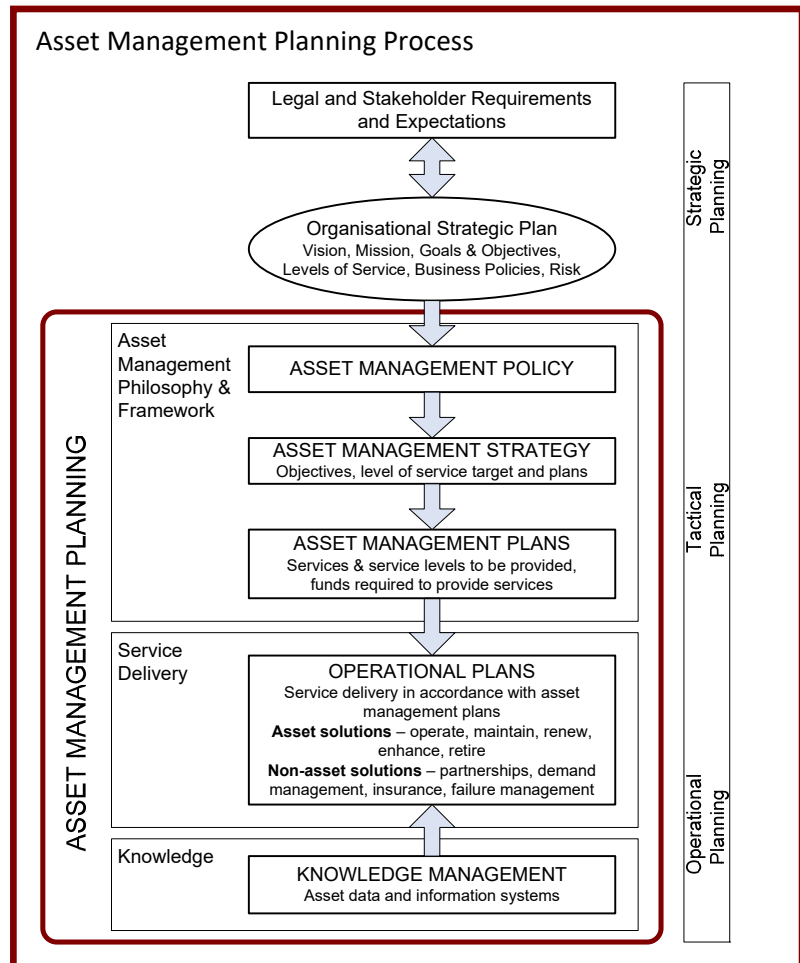 Asset Management Planning Process
Legal and Stakeholder Requirements
and Expectations
Organisational Strategic Plan
Vision, Mission, Goals & Objectives,
Levels of Service, Business Policies, Risk
Strategic
Planning
ASSET MANAGEMENT PLANNING
Asset
Management
Philosophy &
Framework
ASSET MANAGEMENT POLICY
ASSET MANAGEMENT STRATEGY
Objectives, level of service target and plans
ASSET MANAGEMENT PLANS
Services & service levels to be provided,
funds required to provide services
Tactical
Planning
Service
Delivery
OPERATIONAL PLANS
Service delivery in accordance with asset
management plans
Asset solutions – operate, maintain, renew,
enhance, retire
Non-asset solutions – partnerships, demand
management, insurance, failure management
Operational
Planning
Knowledge
KNOWLEDGE MANAGEMENT
Asset data and information systems